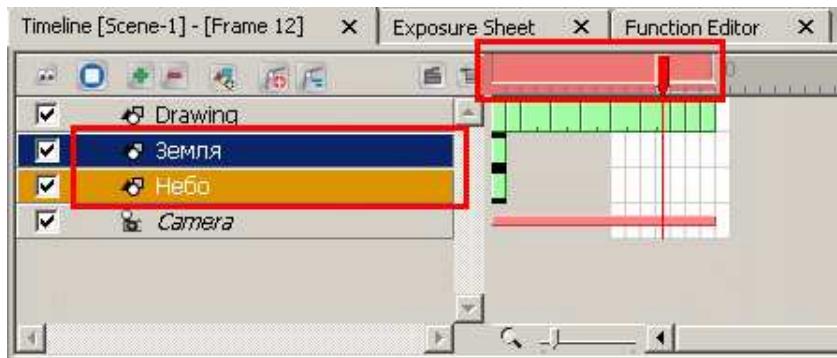 Timeline [Scene-1] - [Frame 12] Exposure Sheet Function Editor
Drawing
Земля
Небо
Camera